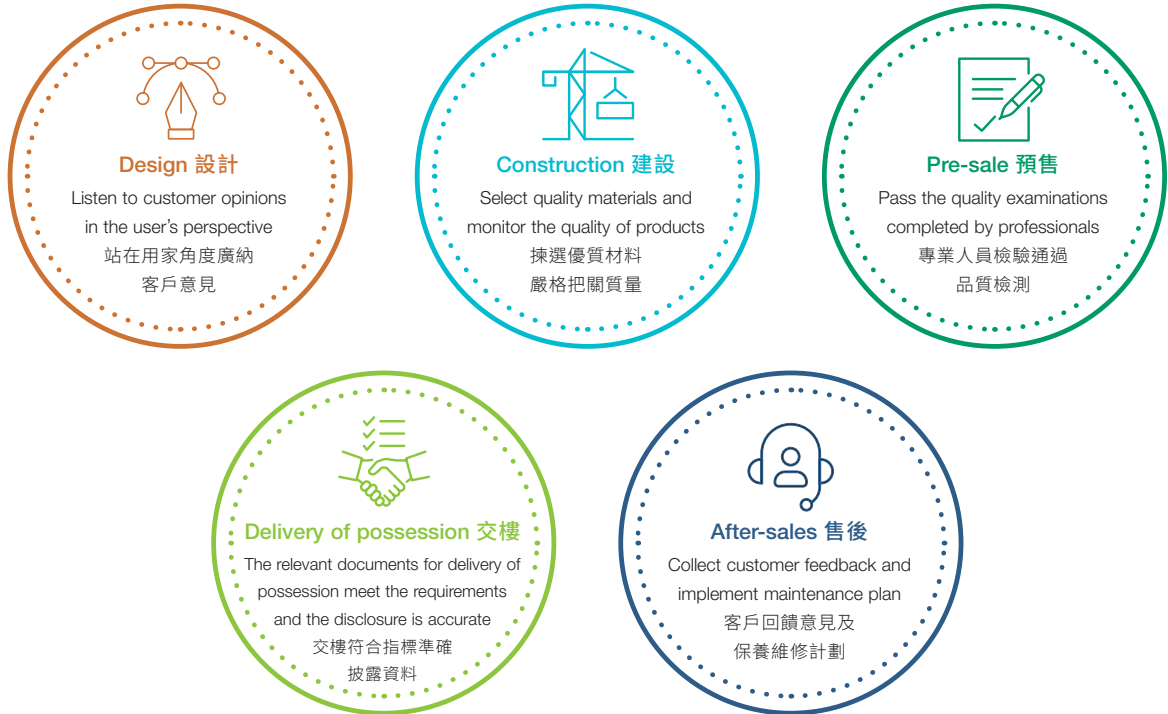 Design 設計
Listen to customer opinions
in the user's perspective
站在用家角度廣納
客戶意見
Construction 建設
Select quality materials and
monitor the quality of products
揀選優質材料
嚴格把關質量
Pre-sale 預售
Pass the quality examinations
completed by professionals
專業人員檢驗通過
品質檢測
Delivery of possession 交樓
The relevant documents for delivery of
possession meet the requirements
and the disclosure is accurate
交樓符合指標準確
披露資料
After-sales 售後
Collect customer feedback and
implement maintenance plan
客戶回饋意見及
保養維修計劃